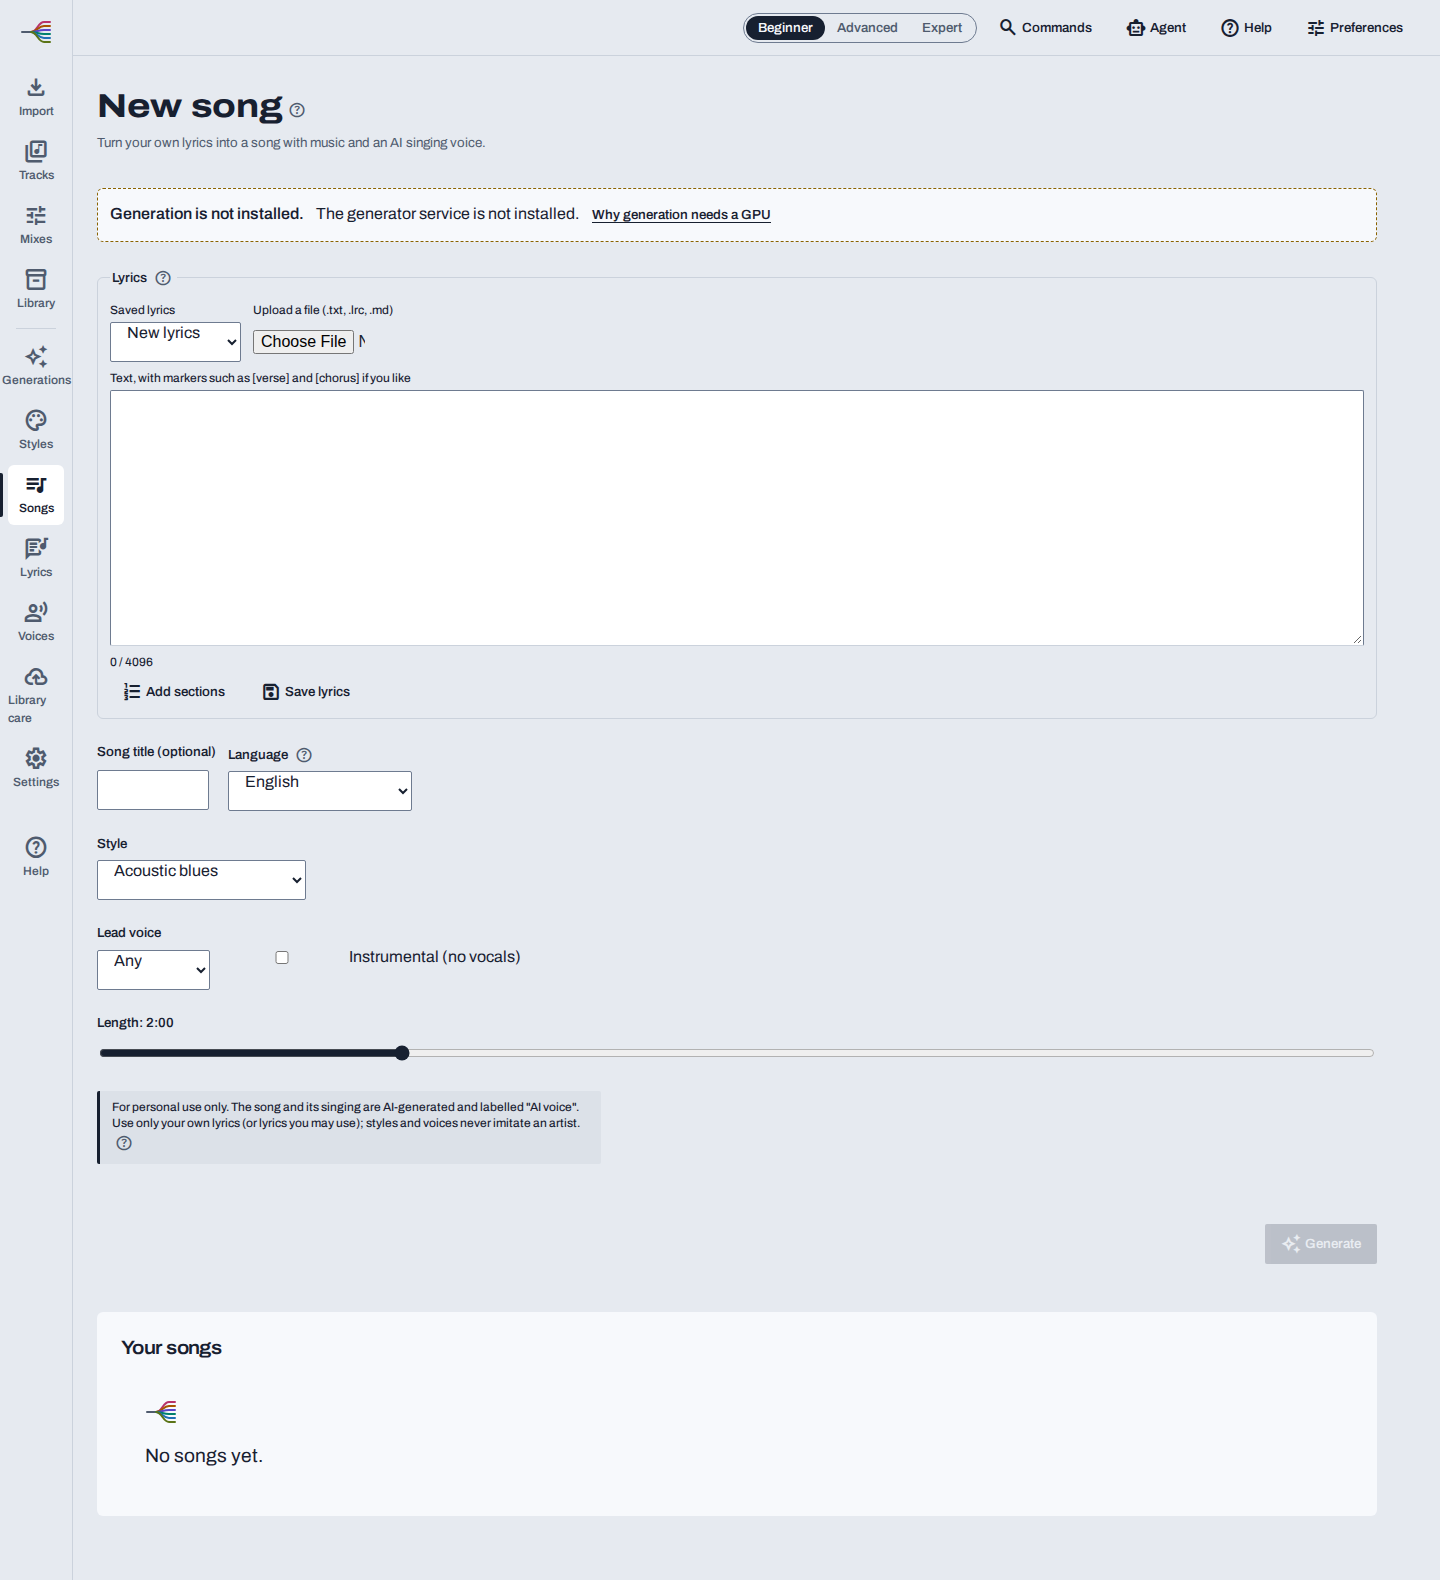 Beginner Advanced Expert Commands Agent Help Preferences
Import
Tracks
Mixes
Library
Generations
Styles
Songs
Lyrics
Voices
Library
care
Settings
Help
New song
Turn your own lyrics into a song with music and an AI singing voice.
Generation is not installed. The generator service is not installed. Why generation needs a GPU
Lyrics
Saved lyrics Upload a file (.txt, .lrc, .md)
New lyrics Choose File
Text, with markers such as [verse] and [chorus] if you like
0 / 4096
Add sections Save lyrics
Song title (optional) Language
English
Style
Acoustic blues
Lead voice
Any Instrumental (no vocals)
Length: 2:00
For personal use only. The song and its singing are AI-generated and labelled "AI voice".
Use only your own lyrics (or lyrics you may use); styles and voices never imitate an artist.
Generate
Your songs
No songs yet.